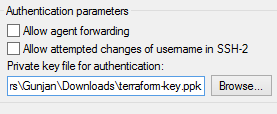 Authentication parameters
Allow agent forwarding
Allow attempted changes of username in SSH-2
Private key file for authentication:
rs\Gunjan\Downloads\terraform-key.ppk
Browse...